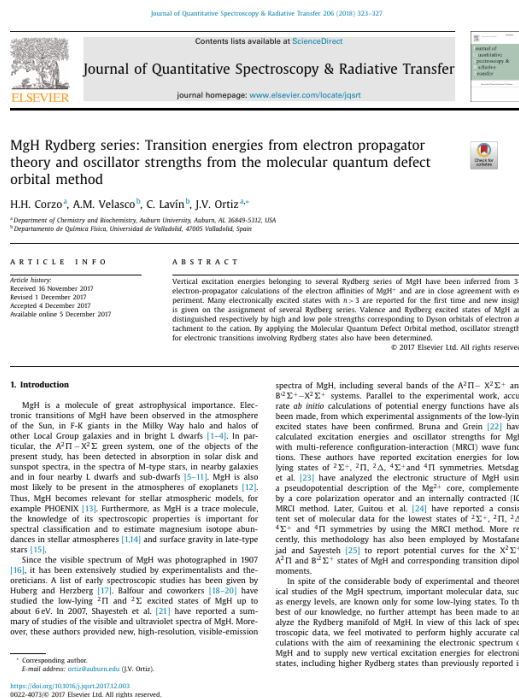 Journal of Quantitative Spectroscopy & Radiative Transfer 206 (2018) 323–327
Contents lists available at ScienceDirect
Journal of Quantitative Spectroscopy & Radiative Transfer
journal homepage: www.elsevier.com/locate/jqsrt
ELSEVIER
MgH Rydberg series: Transition energies from electron propagator
theory and oscillator strengths from the molecular quantum defect
orbital method
Check for
updates
H.H. Corzo a, A.M. Velasco b, C. Lavín b, J.V. Ortiz a,*
a Department of Chemistry and Biochemistry, Auburn University, Auburn, AL 36849-5312, USA
b Departamento de Química Física, Universidad de Valladolid, 47005 Valladolid, Spain
ARTICLE INFO
Article history:
Received 16 November 2017
Revised 1 December 2017
Accepted 4 December 2017
Available online 5 December 2017
ABSTRACT
Vertical excitation energies belonging to several Rydberg series of MgH have been inferred from 3
electron-propagator calculations of the electron affinities of MgH+ and are in close agreement with ex
periment. Many electronically excited states with n > 3 are reported for the first time and new insigh
is given on the assignment of several Rydberg series. Valence and Rydberg excited states of MgH ar
distinguished respectively by high and low pole strengths corresponding to Dyson orbitals of electron at
tachment to the cation. By applying the Molecular Quantum Defect Orbital method, oscillator strength
for electronic transitions involving Rydberg states also have been determined.
© 2017 Elsevier Ltd. All rights reserved
1. Introduction
MgH is a molecule of great astrophysical importance. Elec-
tronic transitions of MgH have been observed in the atmosphere
of the Sun, in F-K giants in the Milky Way halo and halos of
other Local Group galaxies and in bright L dwarfs [1–4]. In par-
ticular, the A²Π−X²Σ+ green system, one of the objects of the
present study, has been detected in absorption in solar disk and
sunspot spectra, in the spectra of M-type stars, in nearby galaxies
and in four nearby L dwarfs and sub-dwarfs [5–11]. MgH is also
most likely to be present in the atmospheres of exoplanets [12].
Thus, MgH becomes relevant for stellar atmospheric models, for
example PHOENIX [13]. Furthermore, as MgH is a trace molecule,
the knowledge of its spectroscopic properties is important for
spectral classification and to estimate magnesium isotope abun-
dances in stellar atmospheres [1,14] and surface gravity in late-type
stars [15].
Since the visible spectrum of MgH was photographed in 1907
[16], it has been extensively studied by experimentalists and the-
oreticians. A list of early spectroscopic studies has been given by
Huberg and Herzberg [17]. Balfour and coworkers [18–20] have
studied the low-lying ²Π and ²Σ excited states of MgH up to
about 6 eV. In 2007, Shayesteh et al. [21] have reported a sum-
mary of studies of the visible and ultraviolet spectra of MgH. More-
over, these authors provided new, high-resolution, visible-emission
* Corresponding author.
E-mail address: ortiz@auburn.edu (J.V. Ortiz).
https://doi.org/10.1016/j.jqsrt.2017.12.003
0022-4073/© 2017 Elsevier Ltd. All rights reserved.
spectra of MgH, including several bands of the A²Π− X²Σ+ an
B′²Σ+−X²Σ+ systems. Parallel to the experimental work, accu
rate ab initio calculations of potential energy functions have als
been made, from which experimental assignments of the low-lyin
excited states have been confirmed. Bruna and Grein [22] hav
calculated excitation energies and oscillator strengths for MgH
with multi-reference configuration-interaction (MRCI) wave func
tions. These authors have reported excitation energies for low
lying states of ²Σ+, ²Π, ²Δ, ⁴Σ+and ⁴Π symmetries. Metsdag
et al. [23] have analyzed the electronic structure of MgH usin
a pseudopotential description of the Mg²+ core, complemente
by a core polarization operator and an internally contracted (IC
MRCI method. Later, Guitou et al. [24] have reported a consis
tent set of molecular data for the lowest states of ²Σ+, ²Π, ²Δ
⁴Σ+ and ⁴Π symmetries by using the MRCI method. More re
cently, this methodology has also been employed by Mostafane
jad and Sayesteh [25] to report potential curves for the X²Σ+
A²Π and B′²Σ+ states of MgH and corresponding transition dipol
moments.
In spite of the considerable body of experimental and theoret
ical studies of the MgH spectrum, important molecular data, suc
as energy levels, are known only for some low-lying states. To th
best of our knowledge, no further attempt has been made to an
alyze the Rydberg manifold of MgH. In view of this lack of spec
troscopic data, we feel motivated to perform highly accurate cal
culations with the aim of reexamining the electronic spectrum o
MgH and to supply new vertical excitation energies for electroni
states, including higher Rydberg states than previously reported i